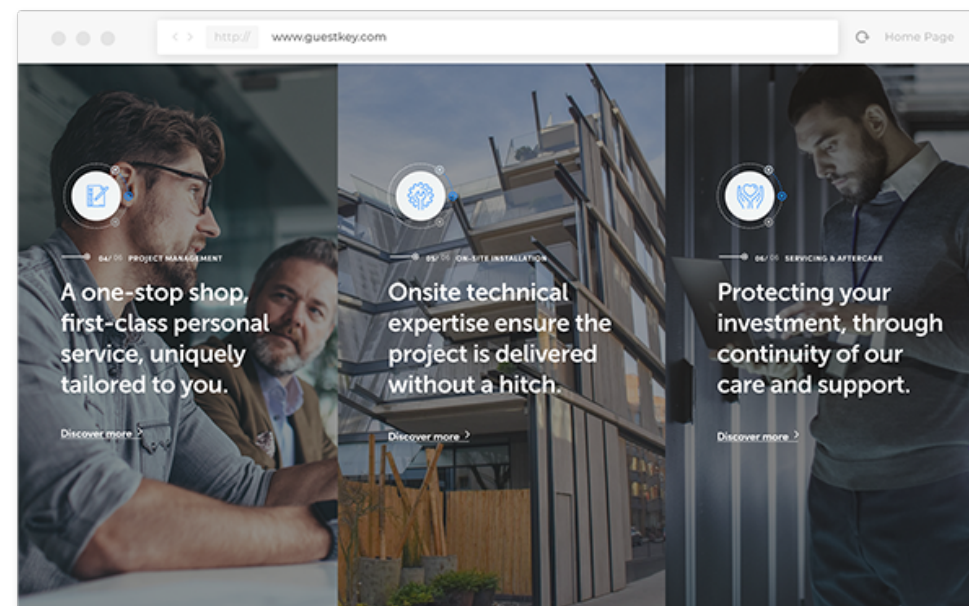 http://
www.guestkey.com
Home Page
04/ 06 PROJECT MANAGEMENT
A one-stop shop,
first-class personal
service, uniquely
tailored to you.
Discover more
05/ 06 ON-SITE INSTALLATION
Onsite technical
expertise ensure the
project is delivered
without a hitch.
Discover more
06/ 06 SERVICING & AFTERCARE
Protecting your
investment, through
continuity of our
care and support.
Discover more